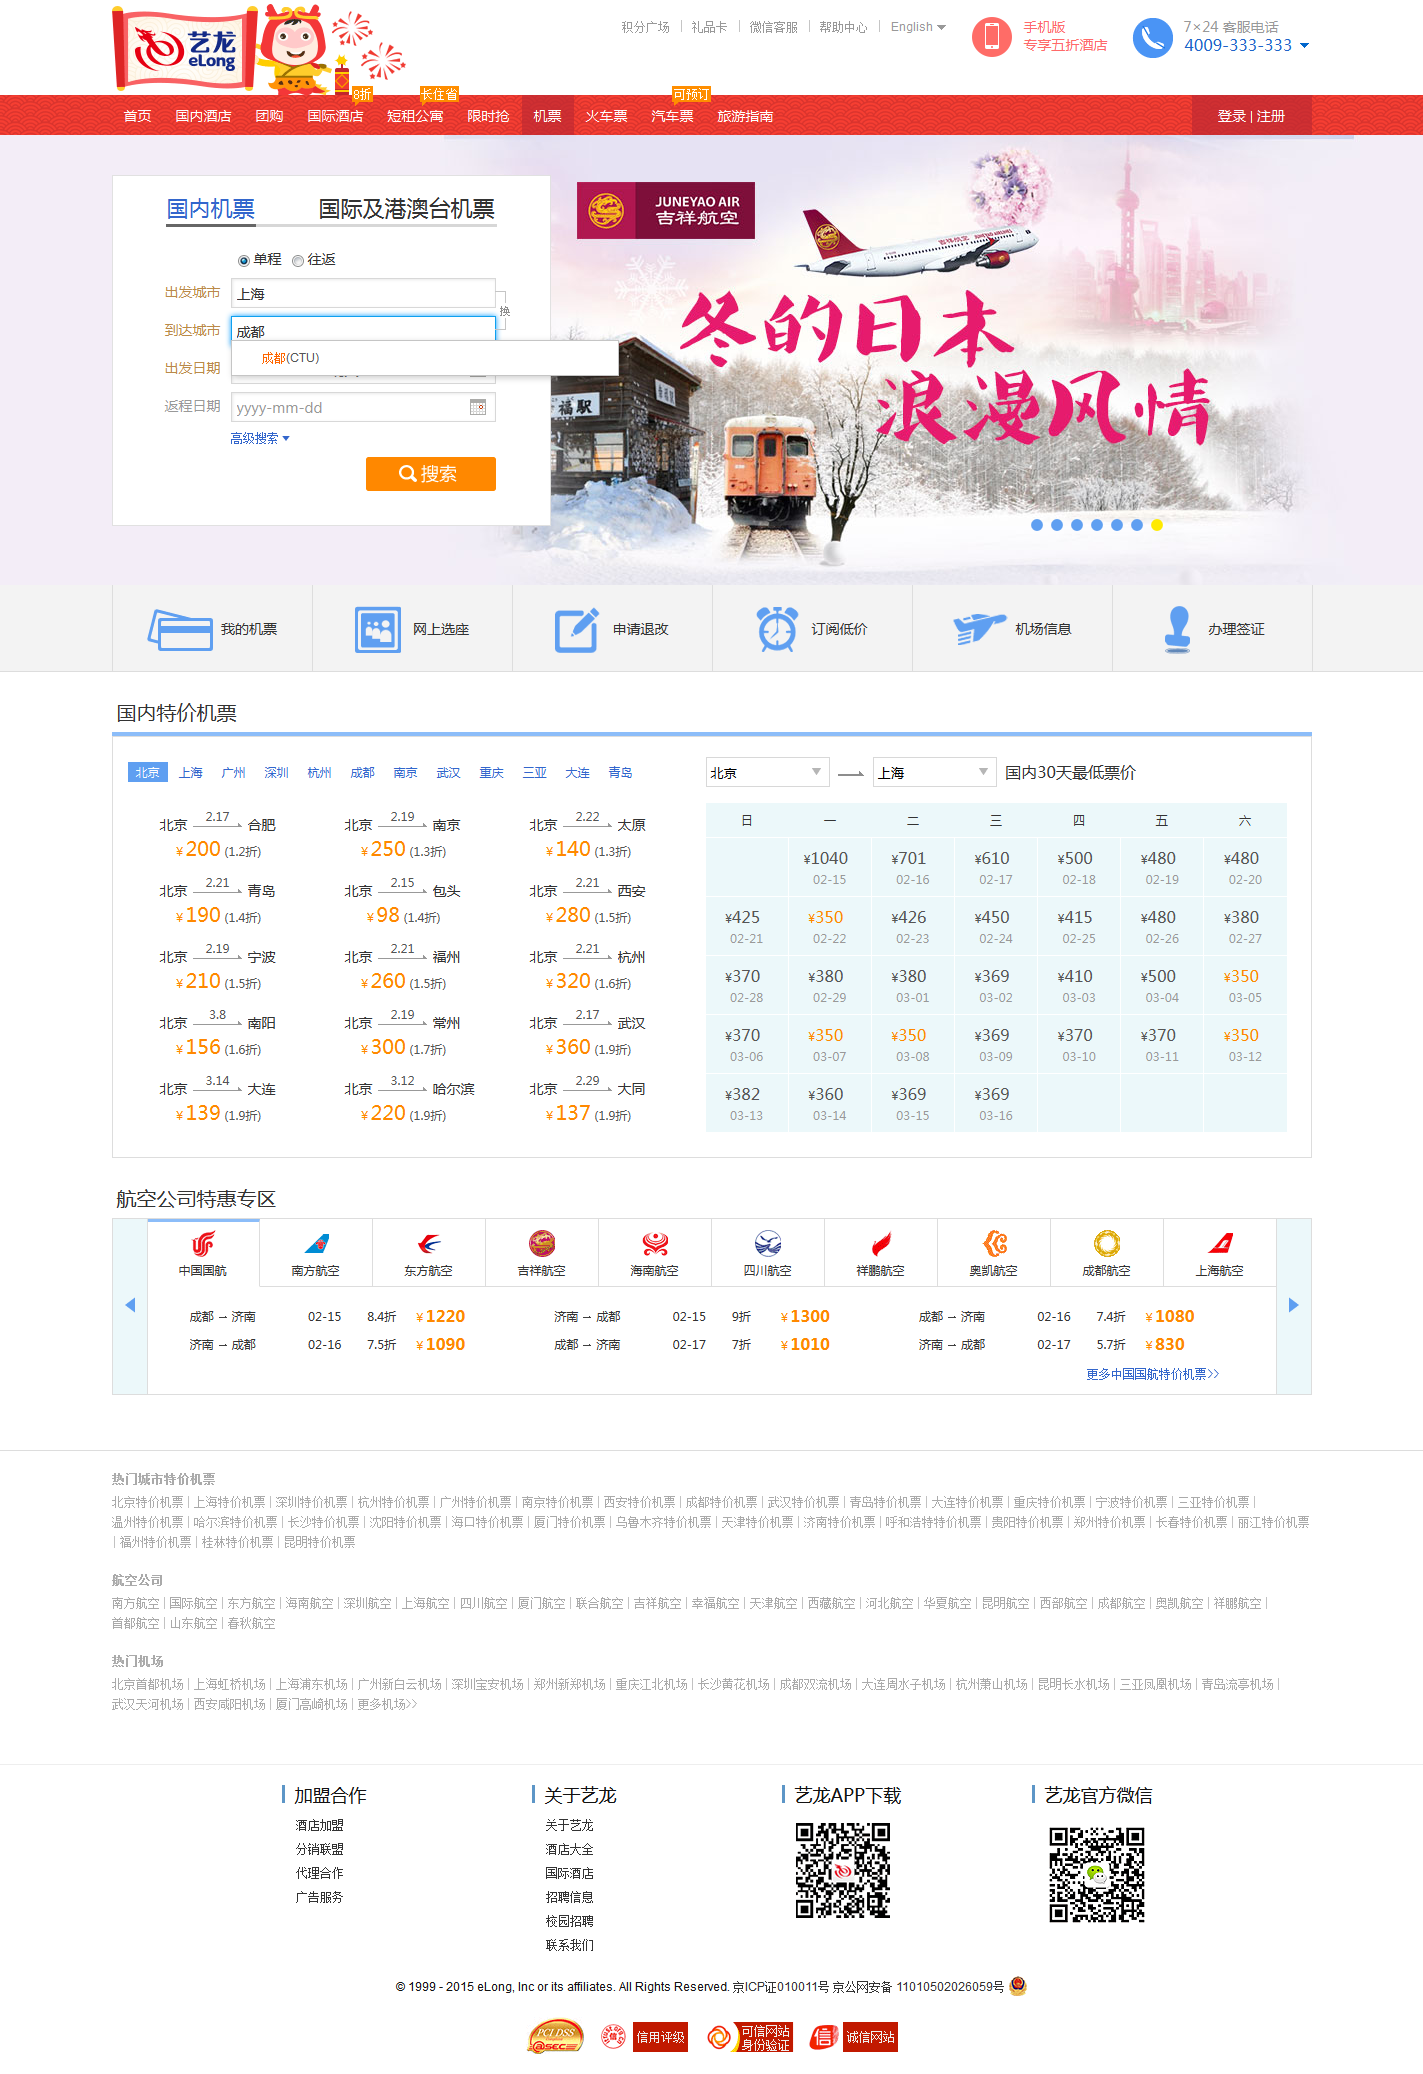 艺龙
eLong
积分广场
礼品卡
微信客服
帮助中心
English
手机版
专享五折酒店
7×24 客服电话
4009-333-333
8折
长住省
可预订
首页 国内酒店 团购 国际酒店 短租公寓 限时抢 机票 火车票 汽车票 旅游指南
登录 | 注册
国内机票
国际及港澳台机票
单程 往返
出发城市 上海
换
到达城市 成都
成都(CTU)
出发日期
返程日期 yyyy-mm-dd
高级搜索
搜索
JUNEYAO AIR
吉祥航空
吉祥航空
冬的日本
浪漫风情
福駅
我的机票
网上选座
申请退改
订阅低价
机场信息
办理签证
国内特价机票
北京 上海 广州 深圳 杭州 成都 南京 武汉 重庆 三亚 大连 青岛
北京 2.17 合肥
¥200 (1.2折)
北京 2.19 南京
¥250 (1.3折)
北京 2.22 太原
¥140 (1.3折)
北京 2.21 青岛
¥190 (1.4折)
北京 2.15 包头
¥98 (1.4折)
北京 2.21 西安
¥280 (1.5折)
北京 2.19 宁波
¥210 (1.5折)
北京 2.21 福州
¥260 (1.5折)
北京 2.21 杭州
¥320 (1.6折)
北京 3.8 南阳
¥156 (1.6折)
北京 2.19 常州
¥300 (1.7折)
北京 2.17 武汉
¥360 (1.9折)
北京 3.14 大连
¥139 (1.9折)
北京 3.12 哈尔滨
¥220 (1.9折)
北京 2.29 大同
¥137 (1.9折)
北京 上海 国内30天最低票价
日 一 二 三 四 五 六
¥1040 ¥701 ¥610 ¥500 ¥480 ¥480
02-15 02-16 02-17 02-18 02-19 02-20
¥425 ¥350 ¥426 ¥450 ¥415 ¥480 ¥380
02-21 02-22 02-23 02-24 02-25 02-26 02-27
¥370 ¥380 ¥380 ¥369 ¥410 ¥500 ¥350
02-28 02-29 03-01 03-02 03-03 03-04 03-05
¥370 ¥350 ¥350 ¥369 ¥370 ¥370 ¥350
03-06 03-07 03-08 03-09 03-10 03-11 03-12
¥382 ¥360 ¥369 ¥369
03-13 03-14 03-15 03-16
航空公司特惠专区
中国国航 南方航空 东方航空 吉祥航空 海南航空 四川航空 祥鹏航空 奥凯航空 成都航空 上海航空
成都 → 济南 02-15 8.4折 ¥1220
济南 → 成都 02-15 9折 ¥1300
成都 → 济南 02-16 7.4折 ¥1080
济南 → 成都 02-16 7.5折 ¥1090
成都 → 济南 02-17 7折 ¥1010
济南 → 成都 02-17 5.7折 ¥830
更多中国国航特价机票>>
热门城市特价机票
北京特价机票 | 上海特价机票 | 深圳特价机票 | 杭州特价机票 | 广州特价机票 | 南京特价机票 | 西安特价机票 | 成都特价机票 | 武汉特价机票 | 青岛特价机票 | 大连特价机票 | 重庆特价机票 | 宁波特价机票 | 三亚特价机票 |
温州特价机票 | 哈尔滨特价机票 | 长沙特价机票 | 沈阳特价机票 | 海口特价机票 | 厦门特价机票 | 乌鲁木齐特价机票 | 天津特价机票 | 济南特价机票 | 呼和浩特特价机票 | 贵阳特价机票 | 郑州特价机票 | 长春特价机票 | 丽江特价机票
| 福州特价机票 | 桂林特价机票 | 昆明特价机票
航空公司
南方航空 | 国际航空 | 东方航空 | 海南航空 | 深圳航空 | 上海航空 | 四川航空 | 厦门航空 | 联合航空 | 吉祥航空 | 幸福航空 | 天津航空 | 西藏航空 | 河北航空 | 华夏航空 | 昆明航空 | 西部航空 | 成都航空 | 奥凯航空 | 祥鹏航空 |
首都航空 | 山东航空 | 春秋航空
热门机场
北京首都机场 | 上海虹桥机场 | 上海浦东机场 | 广州新白云机场 | 深圳宝安机场 | 郑州新郑机场 | 重庆江北机场 | 长沙黄花机场 | 成都双流机场 | 大连周水子机场 | 杭州萧山机场 | 昆明长水机场 | 三亚凤凰机场 | 青岛流亭机场 |
武汉天河机场 | 西安咸阳机场 | 厦门高崎机场 | 更多机场>>
加盟合作
酒店加盟
分销联盟
代理合作
广告服务
关于艺龙
关于艺龙
酒店大全
国际酒店
招聘信息
校园招聘
联系我们
艺龙APP下载
艺龙官方微信
© 1999 - 2015 eLong, Inc or its affiliates. All Rights Reserved. 京ICP证010011号 京公网安备 11010502026059号
PCI.DSS
@SEC
信用评级
可信网站
身份验证
信
诚信网站